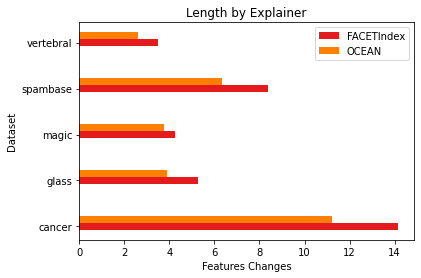 Length by Explainer
FACETIndex
OCEAN
Dataset
vertebral
spambase
magic
glass
cancer
0 2 4 6 8 10 12 14
Features Changes